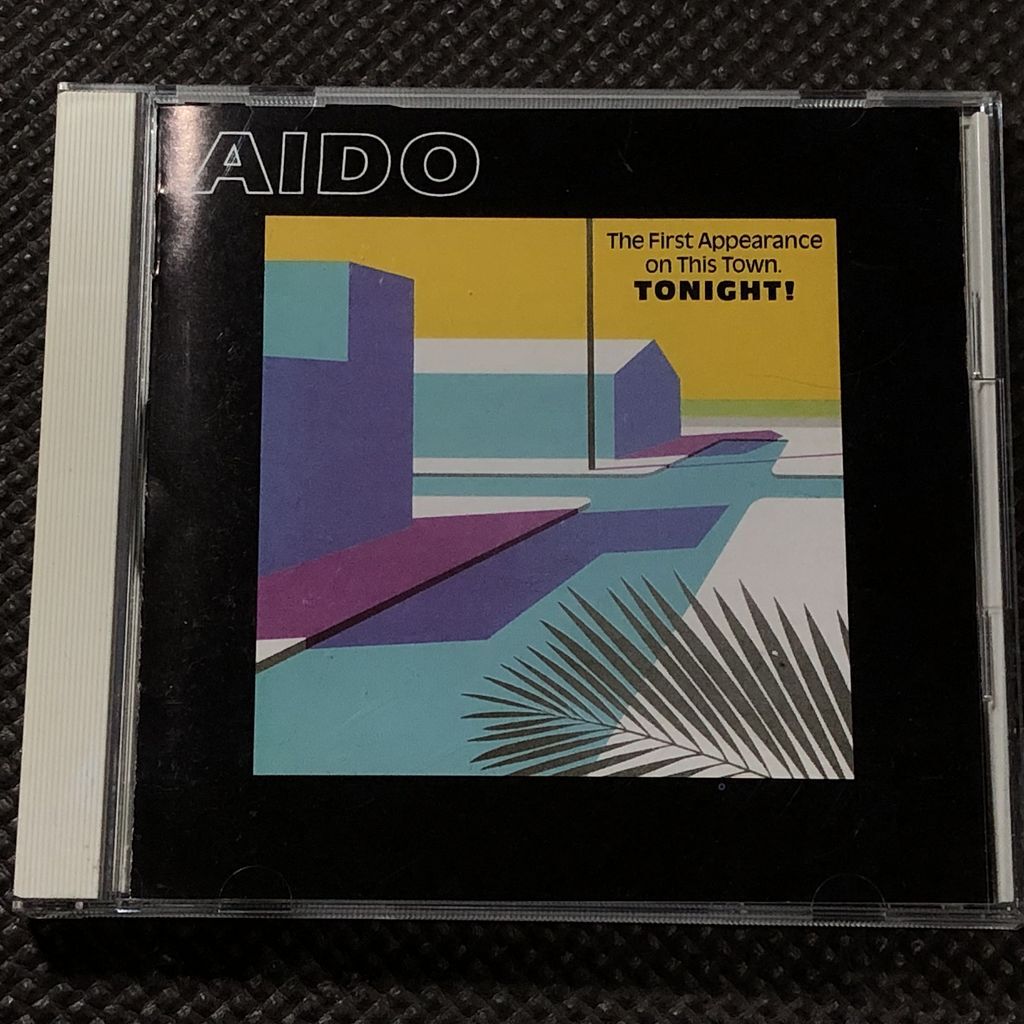 AIDO
The First Appearance
on This Town.
TONIGHT!